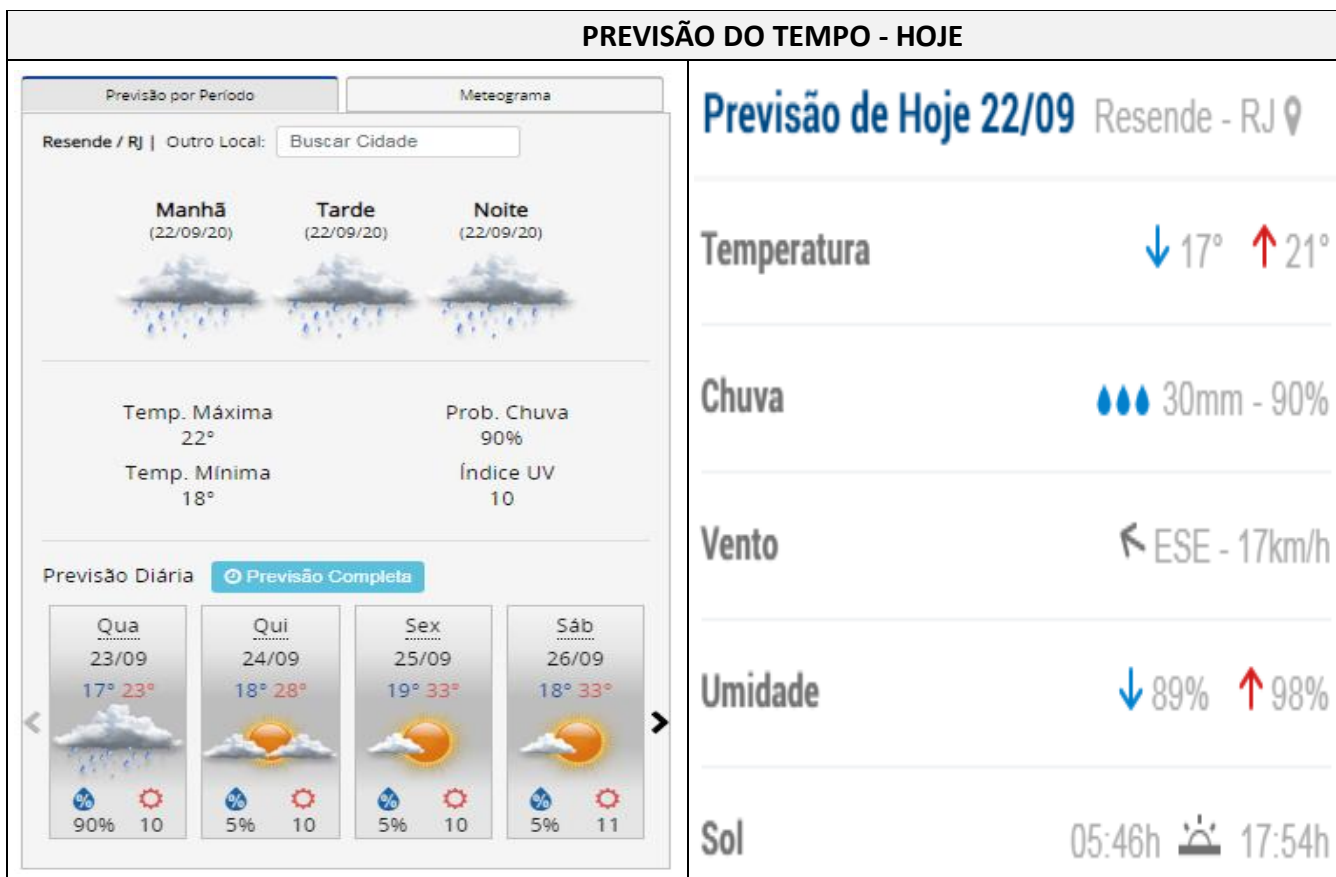 PREVISÃO DO TEMPO - HOJE
Previsão por Período
Meteograma
Resende / RJ | Outro Local: Buscar Cidade
Manhã Tarde Noite
(22/09/20) (22/09/20) (22/09/20)
Temp. Máxima Prob. Chuva
22° 90%
Temp. Mínima Índice UV
18° 10
Previsão Diária Previsão Completa
Qua Qui Sex Sáb
23/09 24/09 25/09 26/09
17° 23° 18° 28° 19° 33° 18° 33°
% % % %
90% 10 5% 10 5% 10 5% 11
Previsão de Hoje 22/09 Resende - RJ
Temperatura 17° 21°
Chuva 30mm - 90%
Vento ESE - 17km/h
Umidade 89% 98%
Sol 05:46h 17:54h